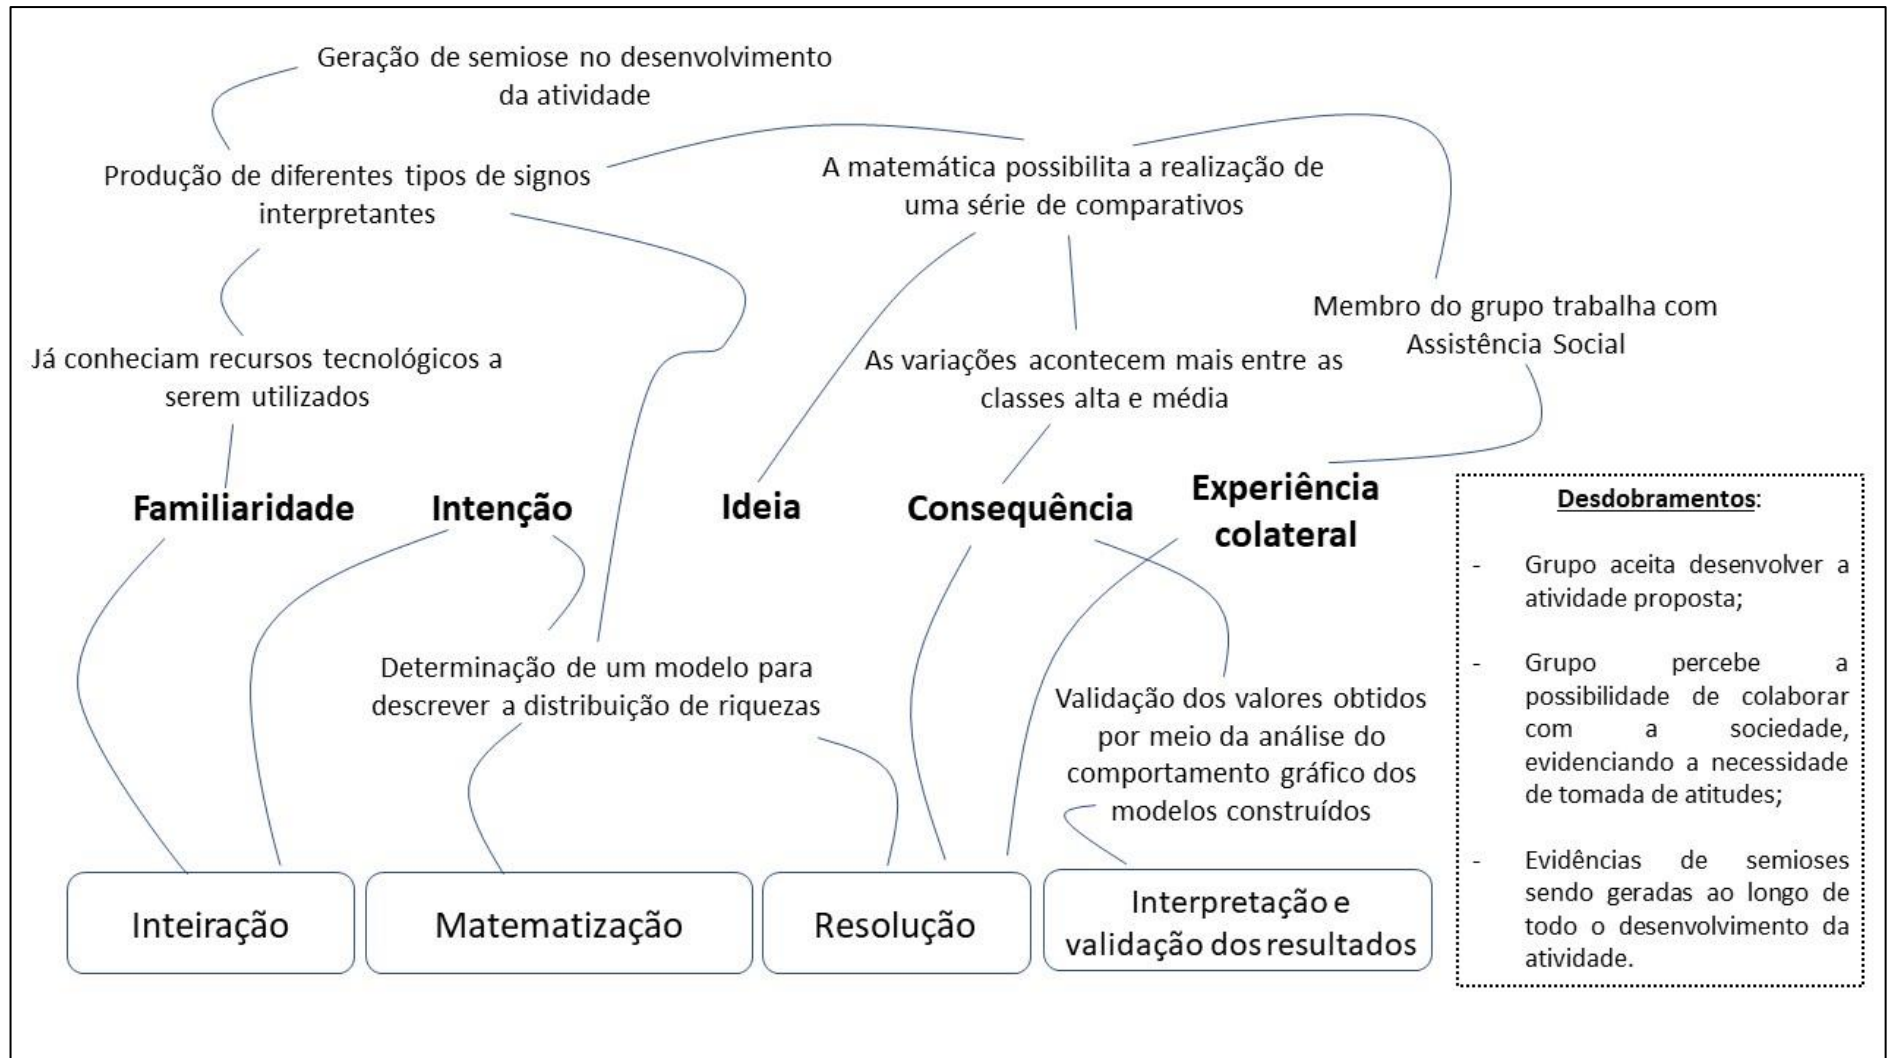 Geração de semiose no desenvolvimento
da atividade
Produção de diferentes tipos de signos
interpretantes
A matemática possibilita a realização de
uma série de comparativos
Membro do grupo trabalha com
Assistência Social
Já conheciam recursos tecnológicos a
serem utilizados
As variações acontecem mais entre as
classes alta e média
Familiaridade
Intenção
Ideia
Consequência
Experiência
colateral
Determinação de um modelo para
descrever a distribuição de riquezas
Validação dos valores obtidos
por meio da análise do
comportamento gráfico dos
modelos construídos
Inteiração
Matematização
Resolução
Interpretação e
validação dos resultados
Desdobramentos:
- Grupo aceita desenvolver a
atividade proposta;
- Grupo percebe a
possibilidade de colaborar
com a sociedade,
evidenciando a necessidade
de tomada de atitudes;
- Evidências de semioses
sendo geradas ao longo de
todo o desenvolvimento da
atividade.